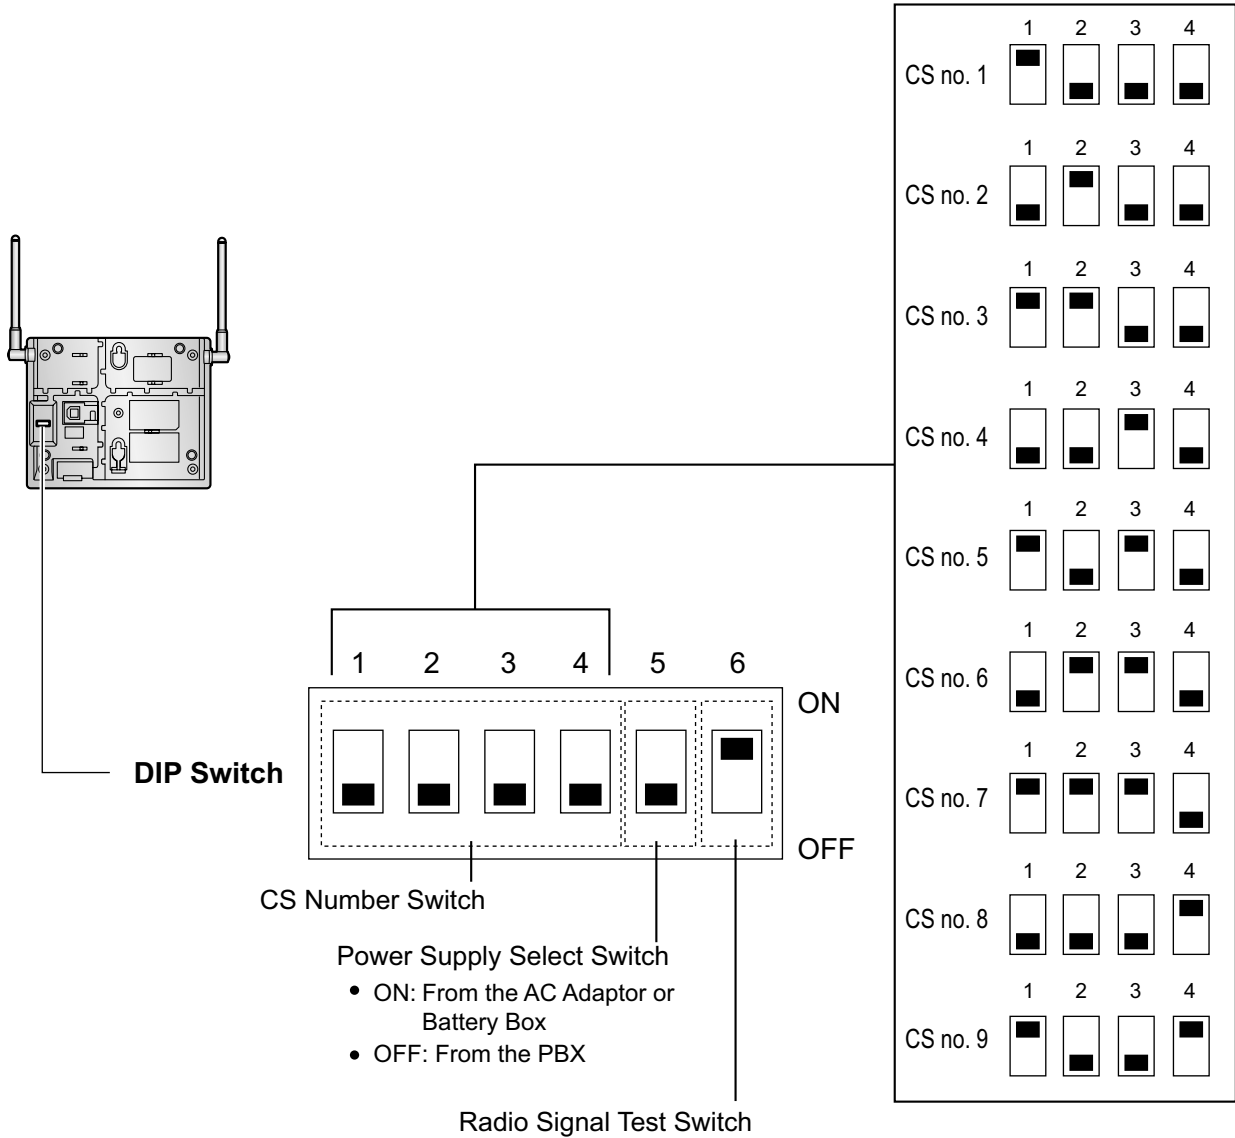 1 2 3 4
CS no. 1
1 2 3 4
CS no. 2
1 2 3 4
CS no. 3
1 2 3 4
CS no. 4
1 2 3 4
CS no. 5
1 2 3 4
CS no. 6
1 2 3 4
CS no. 7
1 2 3 4
CS no. 8
1 2 3 4
CS no. 9
1 2 3 4 5 6
ON
DIP Switch
OFF
CS Number Switch
Power Supply Select Switch
• ON: From the AC Adaptor or
Battery Box
• OFF: From the PBX
Radio Signal Test Switch